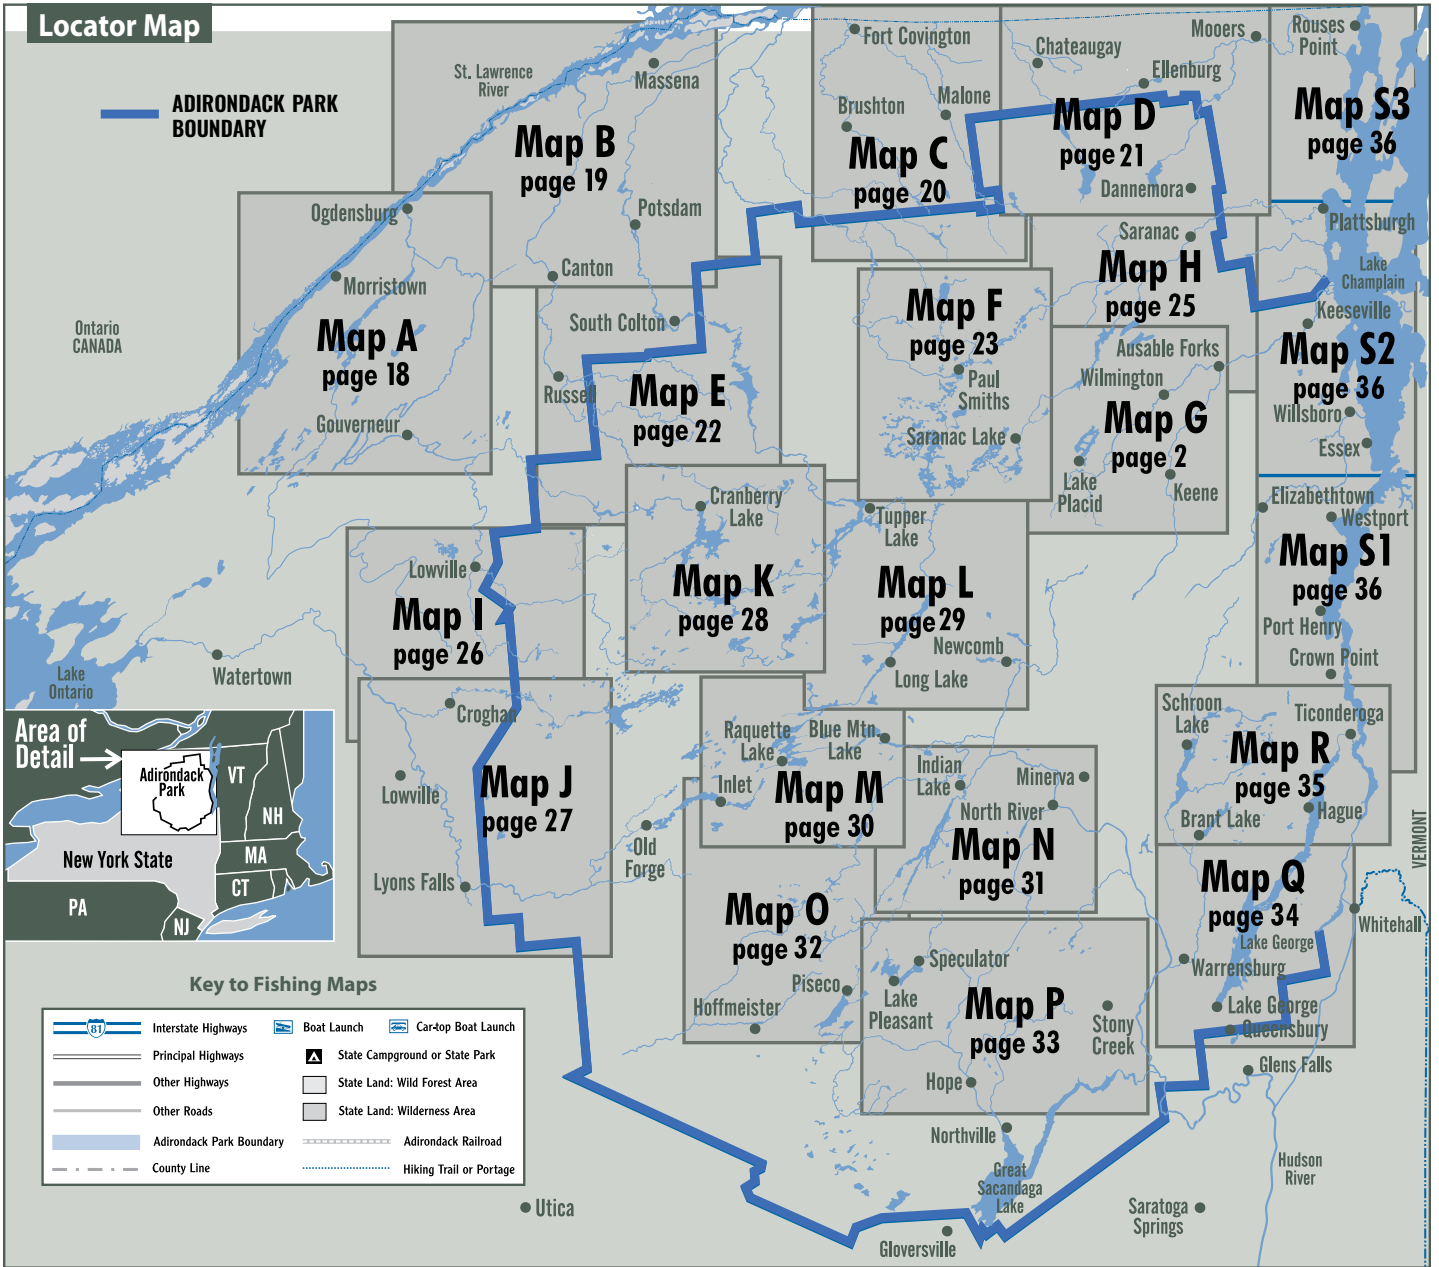 Locator Map
ADIRONDACK PARK
BOUNDARY
St. Lawrence
River
Massena
Map B
page 19
Potsdam
Canton
Ogdensburg
Morristown
Map A
page 18
Gouverneur
Ontario
CANADA
Fort Covington
Brushton
Malone
Map C
page 20
Chateaugay
Mooers
Ellenburg
Map D
page 21
Dannemora
Rouses
Point
Map S3
page 36
Plattsburgh
Lake
Champlain
Saranac
Map H
page 25
Keeseville
Map S2
page 36
Willsboro
Essex
South Colton
Russell
Map E
page 22
Map F
page 23
Paul
Smiths
Saranac Lake
Ausable Forks
Wilmington
Map G
page 2
Lake
Placid
Keene
Elizabethtown
Westport
Map S1
page 36
Port Henry
Crown Point
Cranberry
Lake
Map K
page 28
Tupper
Lake
Map L
page 29
Newcomb
Long Lake
Lowville
Map I
page 26
Watertown
Lake
Ontario
Croghan
Lowville
Map J
page 27
Lyons Falls
Old
Forge
Raquette
Lake
Blue Mtn.
Lake
Inlet
Map M
page 30
Indian
Lake
Minerva
North River
Map N
page 31
Schroon
Lake
Ticonderoga
Map R
page 35
Hague
Brant Lake
VERMONT
Map Q
page 34
Lake George
Whitehall
Warrensburg
Lake George
Queensbury
Glens Falls
Map O
page 32
Piseco
Hoffmeister
Speculator
Lake
Pleasant
Map P
page 33
Stony
Creek
Hope
Northville
Great
Sacandaga
Lake
Hudson
River
Saratoga
Springs
Gloversville
Utica
Area of
Detail
Adirondack
Park
VT
NH
New York State
MA
CT
PA
NJ
Key to Fishing Maps
81
Interstate Highways
Boat Launch
Car-top Boat Launch
Principal Highways
State Campground or State Park
Other Highways
State Land: Wild Forest Area
Other Roads
State Land: Wilderness Area
Adirondack Park Boundary
Adirondack Railroad
County Line
Hiking Trail or Portage